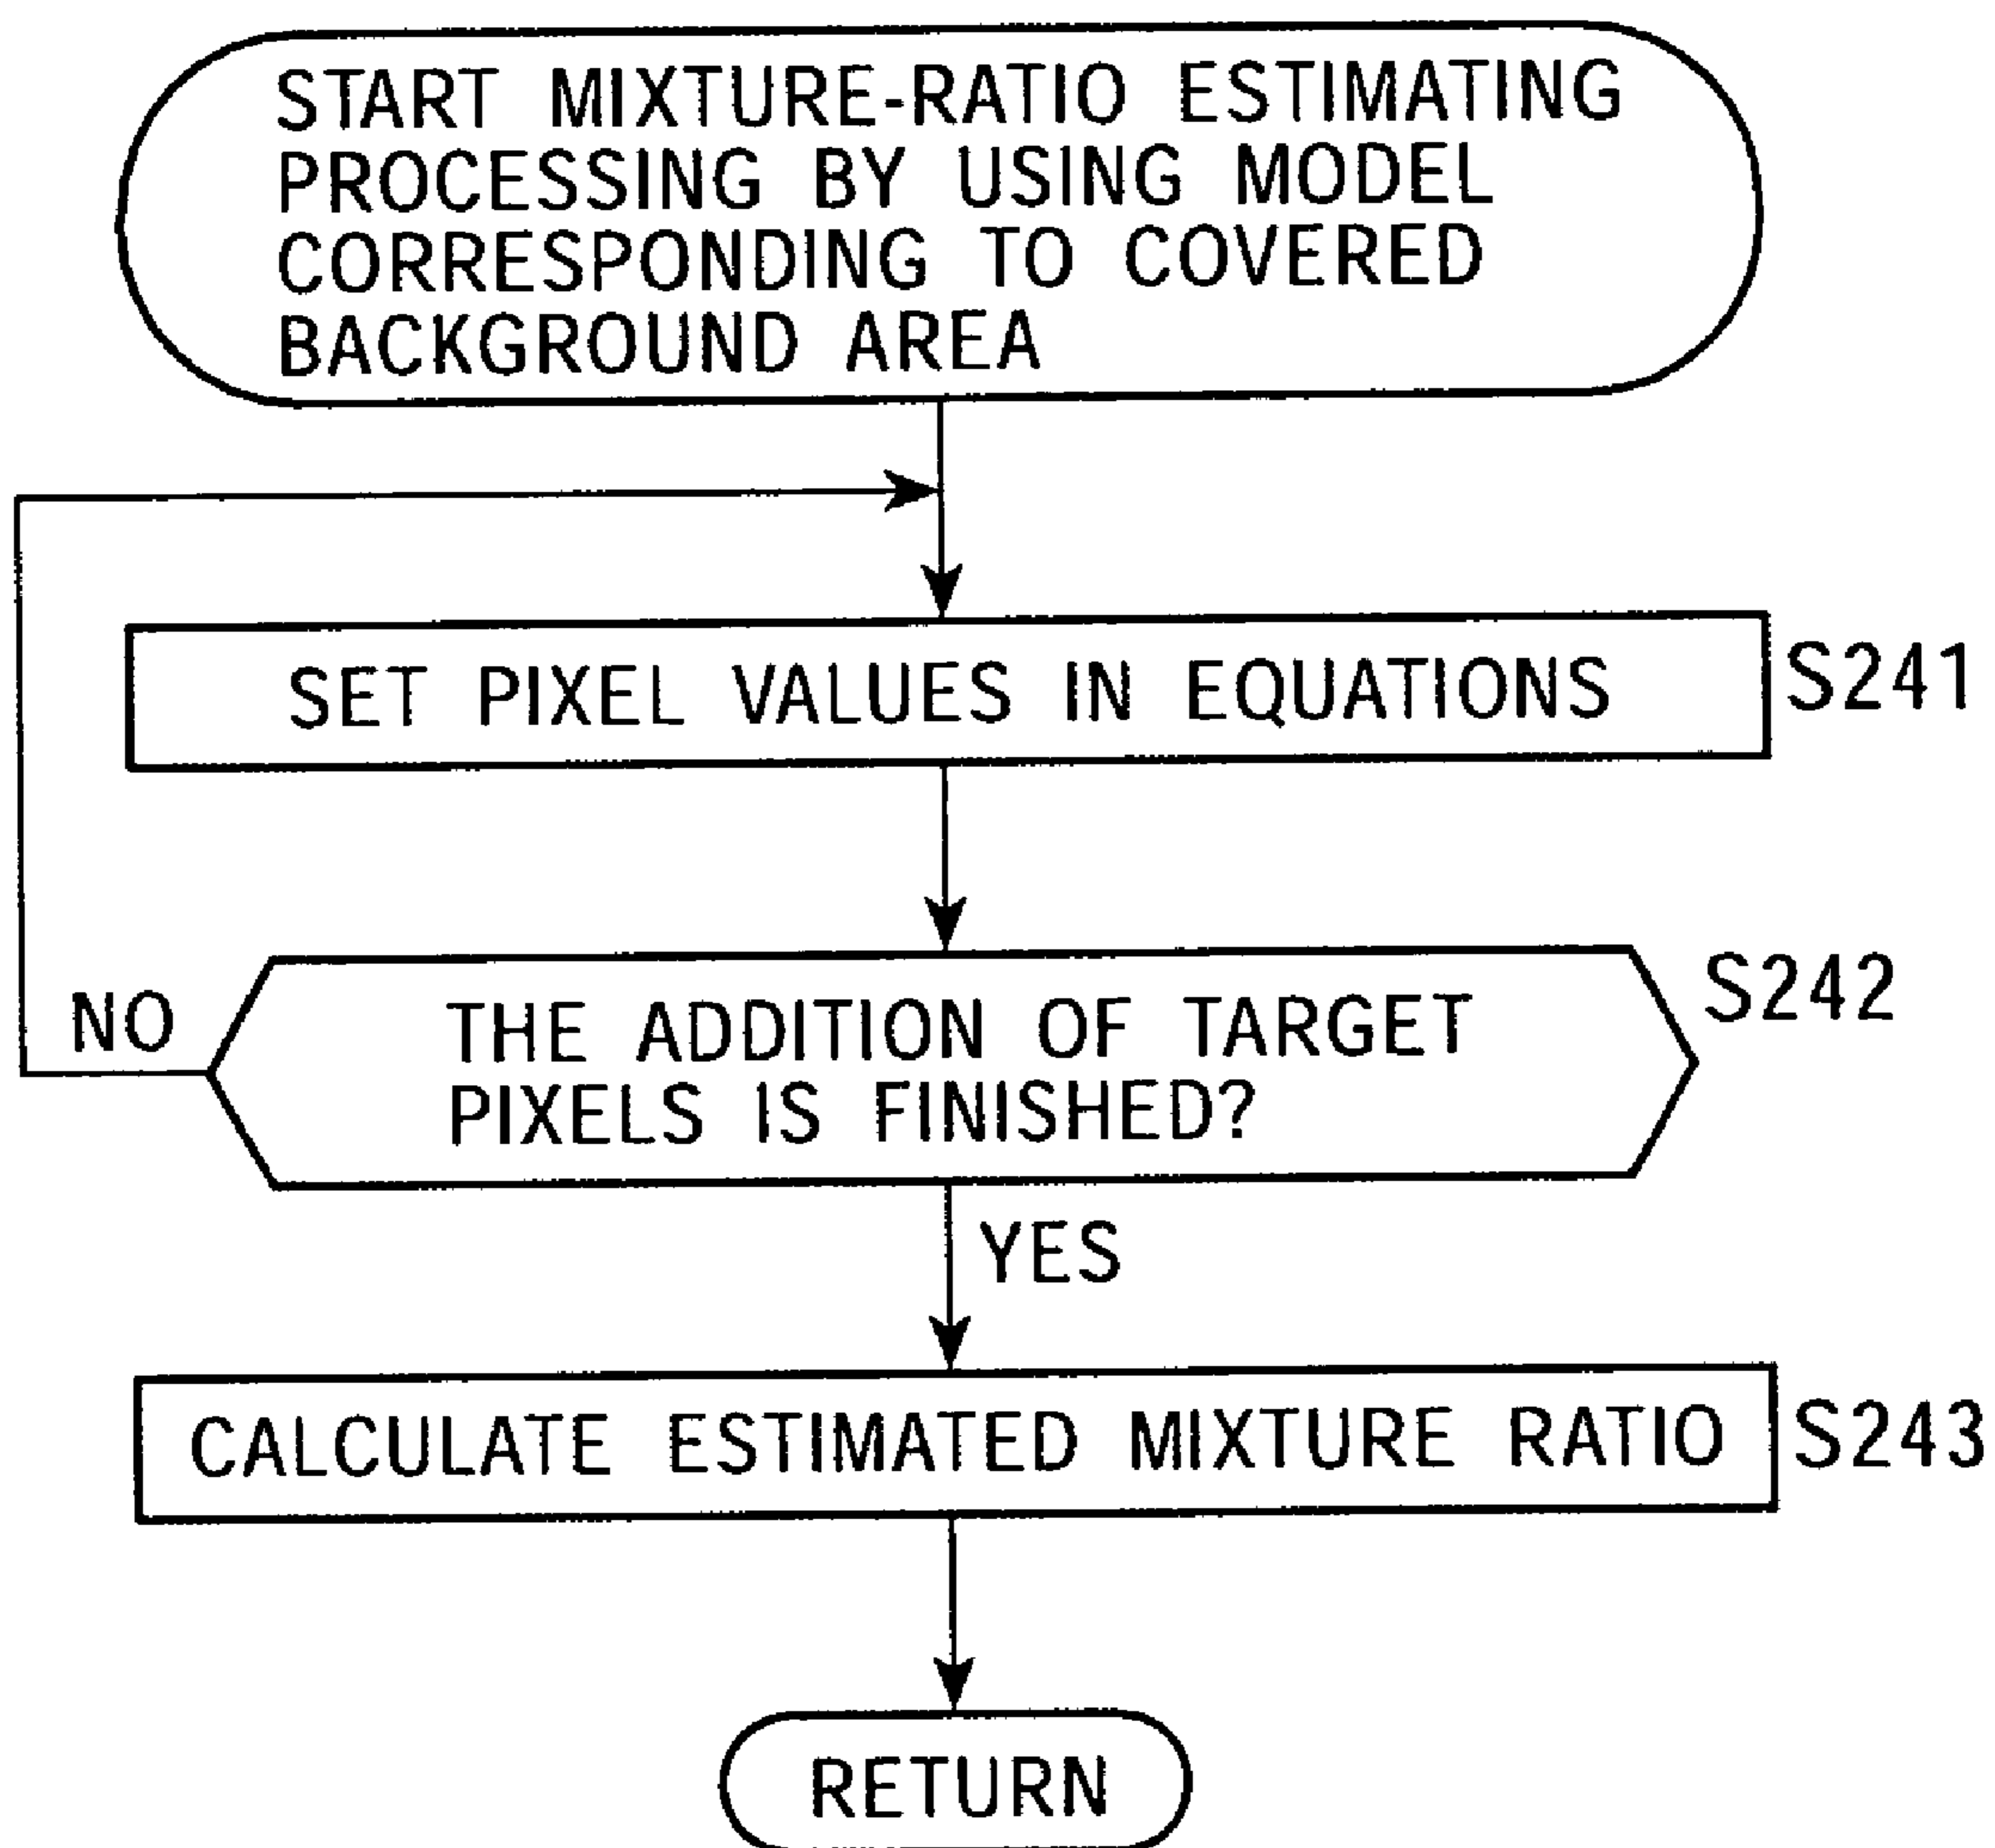 START MIXTURE-RATIO ESTIMATING
PROCESSING BY USING MODEL
CORRESPONDING TO COVERED
BACKGROUND AREA
SET PIXEL VALUES IN EQUATIONS
S241
THE ADDITION OF TARGET
PIXELS IS FINISHED?
S242
NO
YES
CALCULATE ESTIMATED MIXTURE RATIO
S243
RETURN